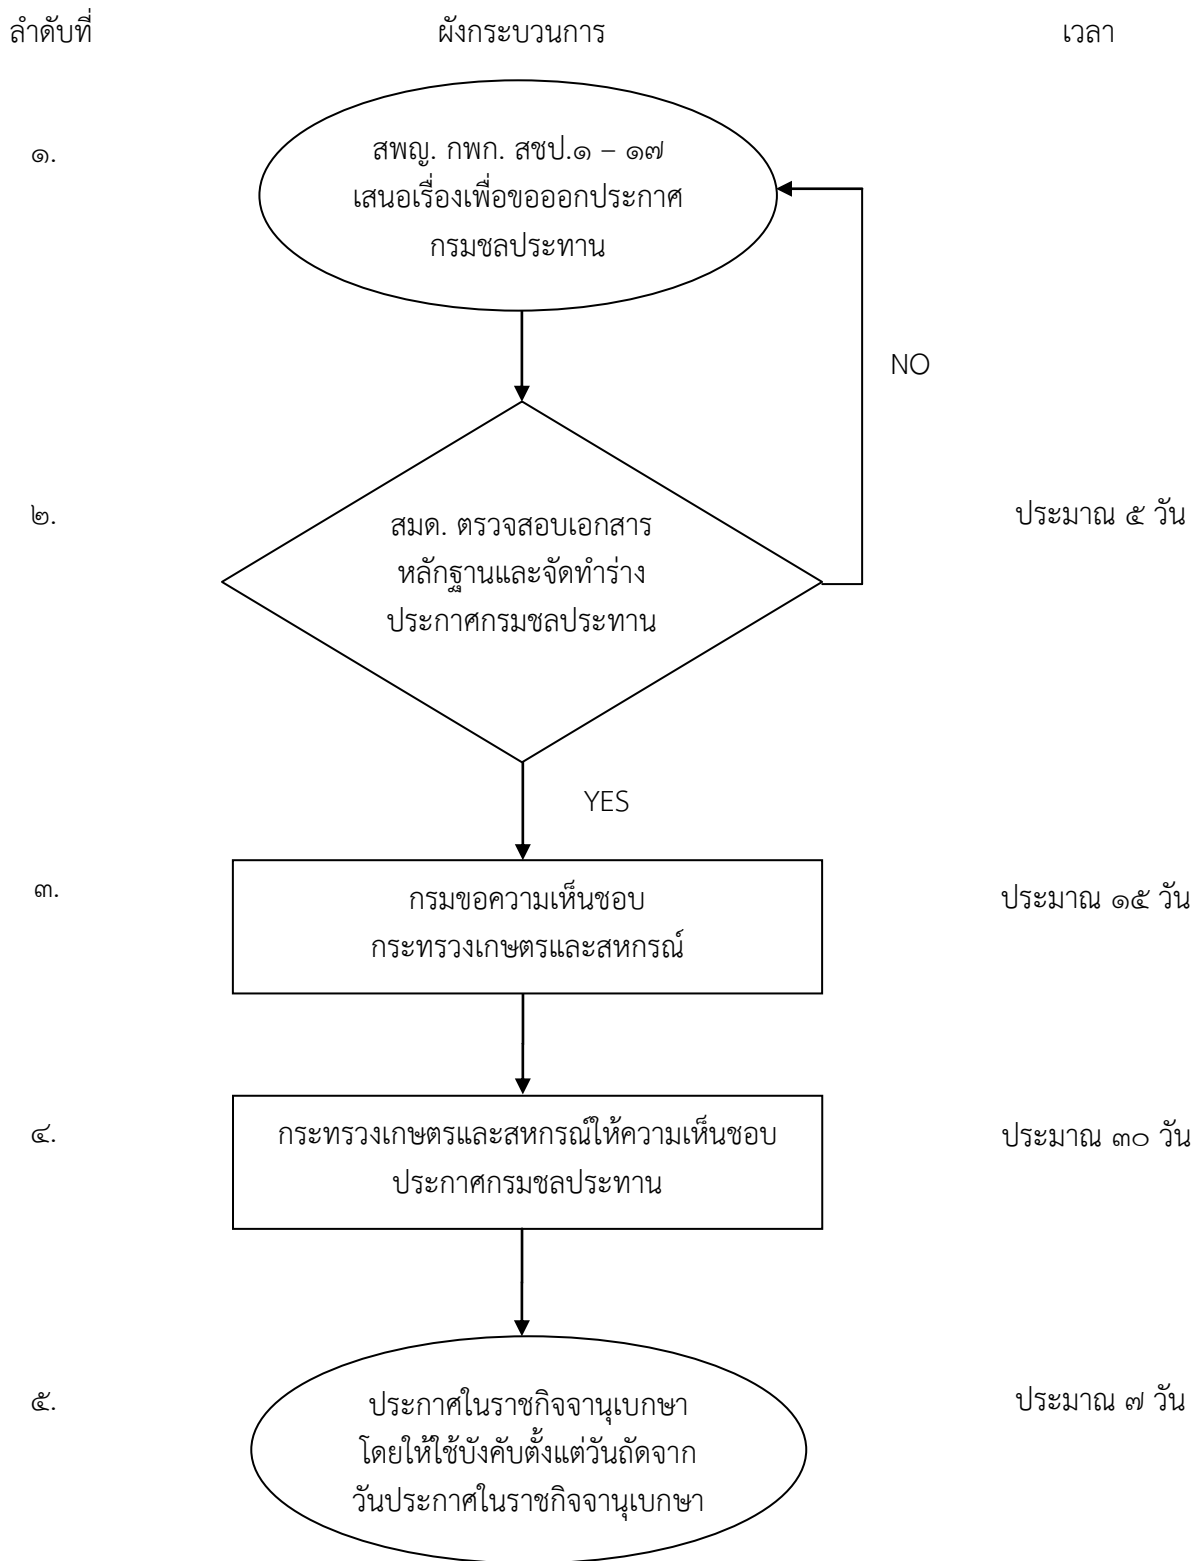 ลำดับที่ ผังกระบวนการ เวลา
๑.
สพญ. กพก. สชป.๑ – ๑๗
เสนอเรื่องเพื่อขอออกประกาศ
กรมชลประทาน
NO
๒.
สมด. ตรวจสอบเอกสาร
หลักฐานและจัดทำร่าง
ประกาศกรมชลประทาน
ประมาณ ๕ วัน
YES
๓.
กรมขอความเห็นชอบ
กระทรวงเกษตรและสหกรณ์
ประมาณ ๑๕ วัน
๔.
กระทรวงเกษตรและสหกรณ์ให้ความเห็นชอบ
ประกาศกรมชลประทาน
ประมาณ ๓๐ วัน
๕.
ประกาศในราชกิจจานุเบกษา
โดยให้ใช้บังคับตั้งแต่วันถัดจาก
วันประกาศในราชกิจจานุเบกษา
ประมาณ ๗ วัน